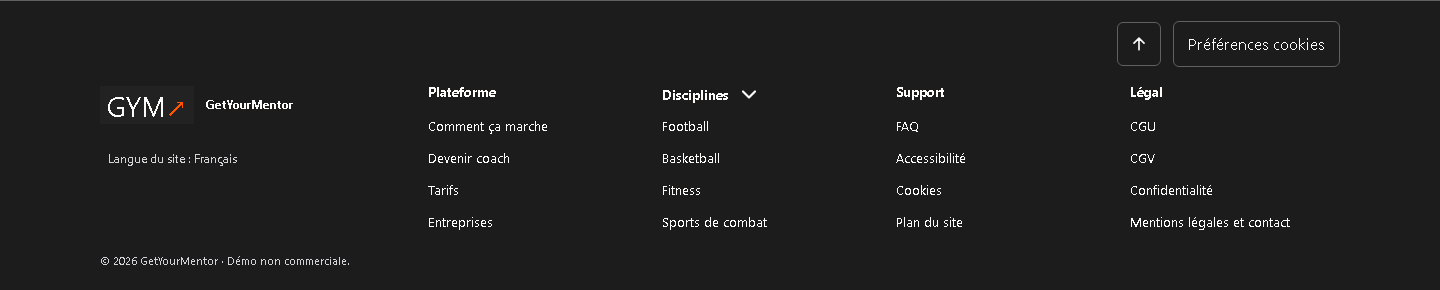 Préférences cookies
GYM
GetYourMentor
Langue du site : Français
Plateforme
Comment ça marche
Devenir coach
Tarifs
Entreprises
Disciplines
Football
Basketball
Fitness
Sports de combat
Support
FAQ
Accessibilité
Cookies
Plan du site
Légal
CGU
CGV
Confidentialité
Mentions légales et contact
© 2026 GetYourMentor · Démo non commerciale.